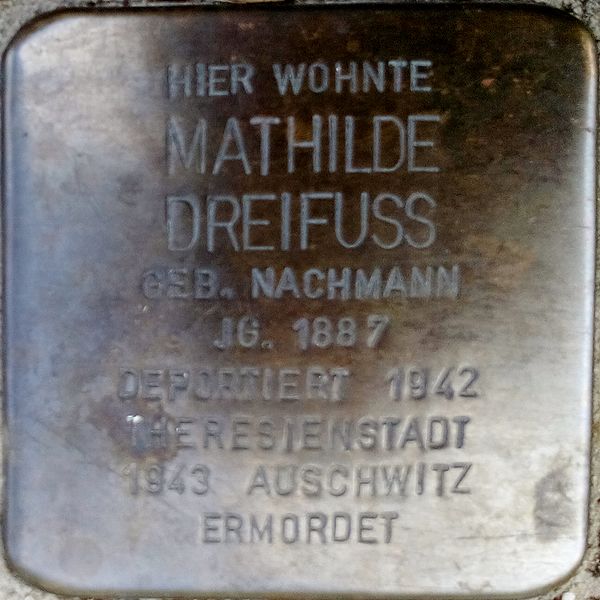 HIER WOHNTE
MATHILDE
DREIFUSS
GEB. NACHMANN
JG. 1887
DEPORTIERT 1942
THERESIENSTADT
1943 AUSCHWITZ
ERMORDET